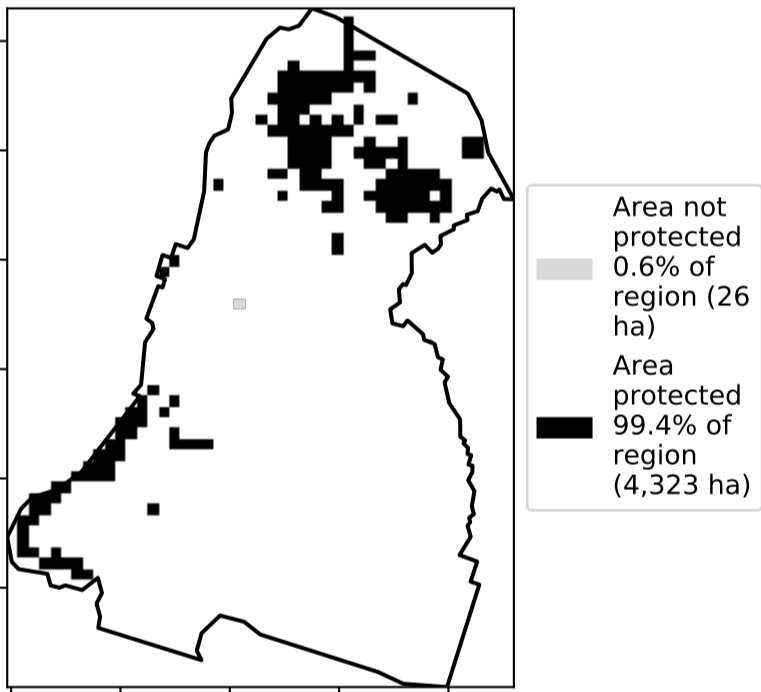 Area not
protected
0.6% of
region (26
ha)
Area
protected
99.4% of
region
(4,323 ha)